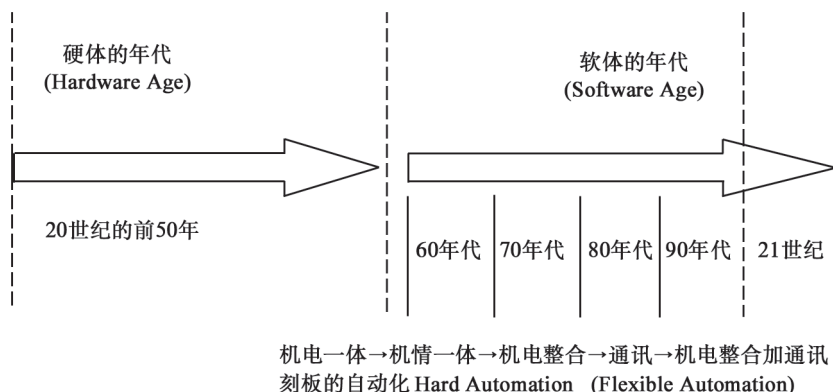 硬体的年代
(Hardware Age)
软体的年代
(Software Age)
20世纪的前50年
60年代
70年代
80年代
90年代
21世纪
机电一体→机情一体→机电整合→通讯→机电整合加通讯
刻板的自动化 Hard Automation (Flexible Automation)